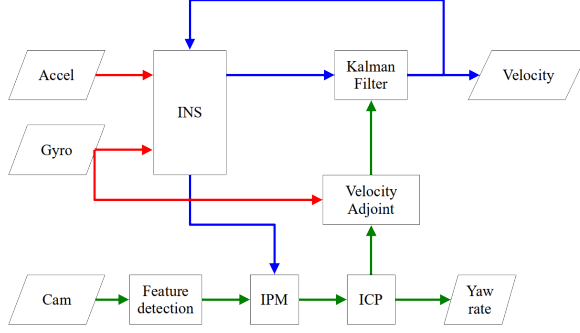 Accel
INS
Kalman
Filter
Velocity
Gyro
Velocity
Adjoint
Cam
Feature
detection
IPM
ICP
Yaw
rate